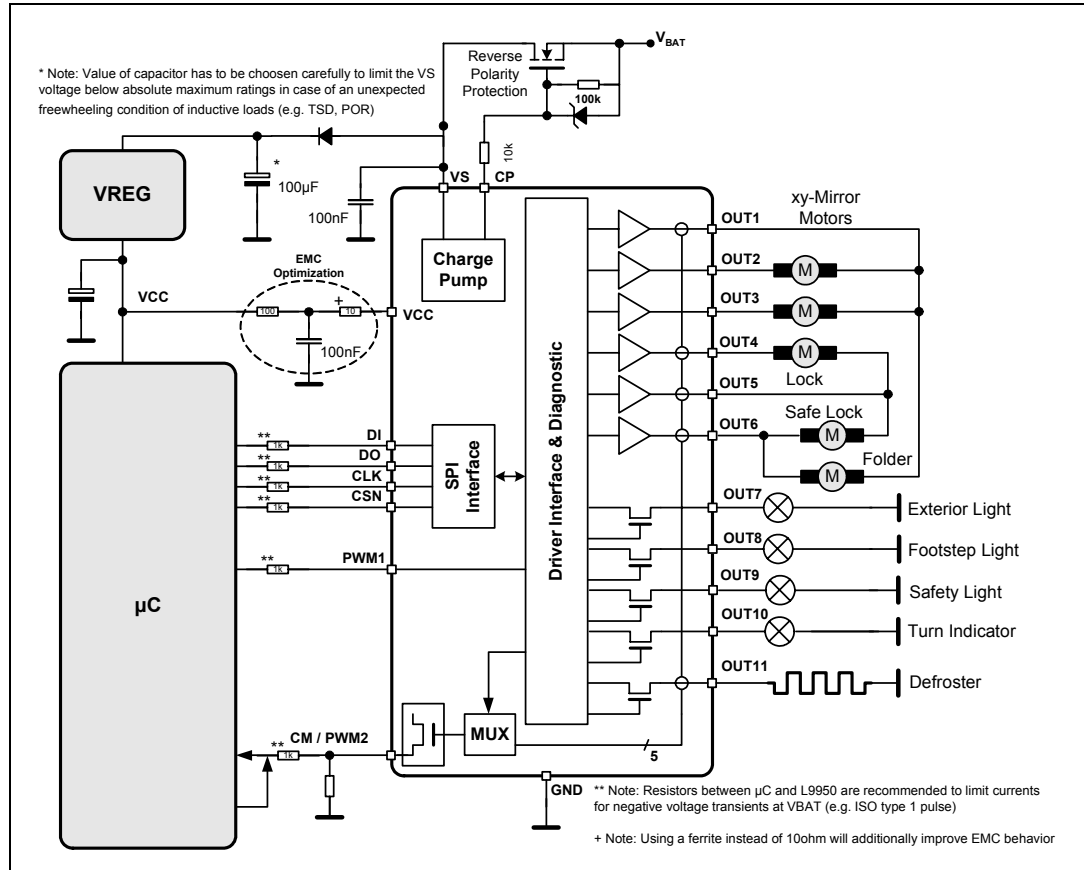 V_BAT
Reverse
Polarity
Protection
100k
* Note: Value of capacitor has to be choosen carefully to limit the VS
voltage below absolute maximum ratings in case of an unexpected
freewheeling condition of inductive loads (e.g. TSD, POR)
10k
*
VREG
100µF
100nF
VS
CP
xy-Mirror
Motors
Charge
Pump
OUT1
OUT2
M
OUT3
M
OUT4
M
Lock
OUT5
Safe Lock
OUT6
M
Folder
M
EMC
Optimization
VCC
100
+
10
VCC
100nF
Driver Interface & Diagnostic
µC
** 1k DI
** 1k DO
** 1k CLK
** 1k CSN
SPI
Interface
** 1k PWM1
OUT7
Exterior Light
OUT8
Footstep Light
OUT9
Safety Light
OUT10
Turn Indicator
OUT11
Defroster
CM / PWM2
** 1k
MUX
5
GND
** Note: Resistors between µC and L9950 are recommended to limit currents
for negative voltage transients at VBAT (e.g. ISO type 1 pulse)
+ Note: Using a ferrite instead of 10ohm will additionally improve EMC behavior